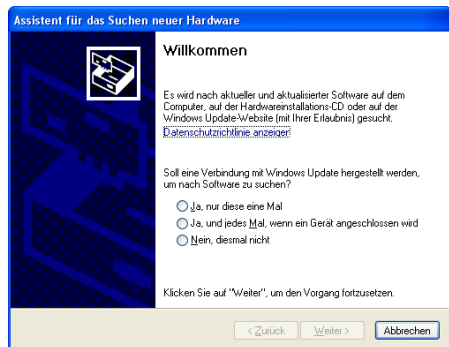 Assistent für das Suchen neuer Hardware
Willkommen
Es wird nach aktueller und aktualisierter Software auf dem
Computer, auf der Hardwareinstallations-CD oder auf der
Windows Update-Website (mit Ihrer Erlaubnis) gesucht.
Datenschutzrichtlinie anzeigen
Soll eine Verbindung mit Windows Update hergestellt werden,
um nach Software zu suchen?
Ja, nur diese eine Mal
Ja, und jedes Mal, wenn ein Gerät angeschlossen wird
Nein, diesmal nicht
Klicken Sie auf "Weiter", um den Vorgang fortzusetzen.
< Zurück Weiter > Abbrechen